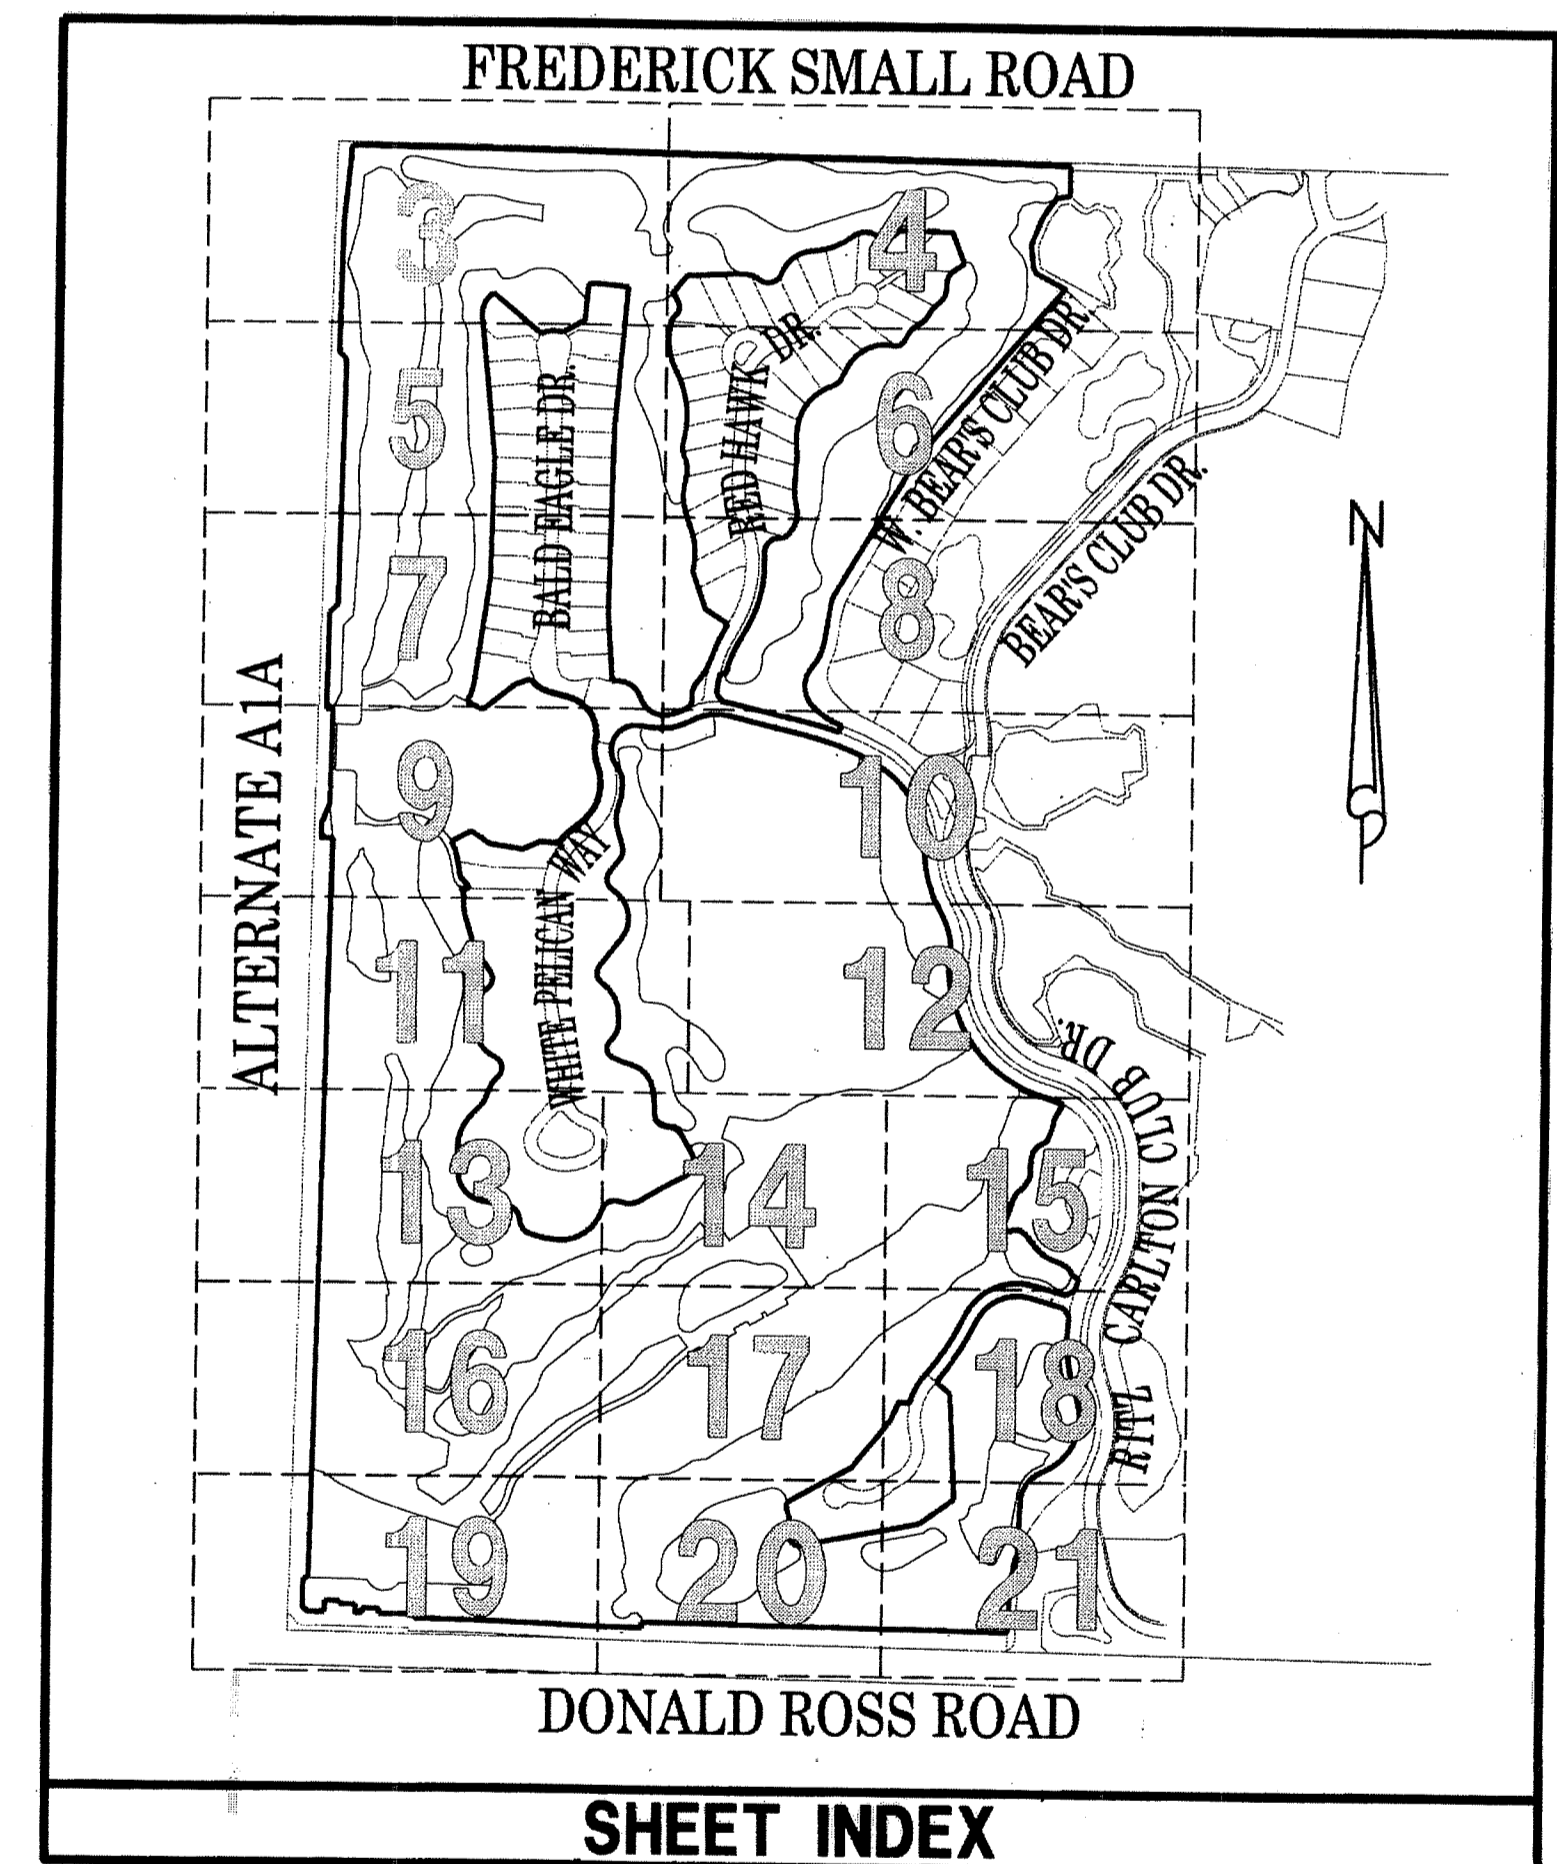 FREDERICK SMALL ROAD
3
4
5
6
7
8
BALD EAGLE DR.
RED HAWK DR.
W. BEAR'S CLUB DR.
BEAR'S CLUB DR.
N
ALTERNATE A1A
9
10
WHITE PELICAN WAY
11
12
RITZ CARLTON CLUB DR.
13
14
15
16
17
18
19
20
21
DONALD ROSS ROAD
SHEET INDEX